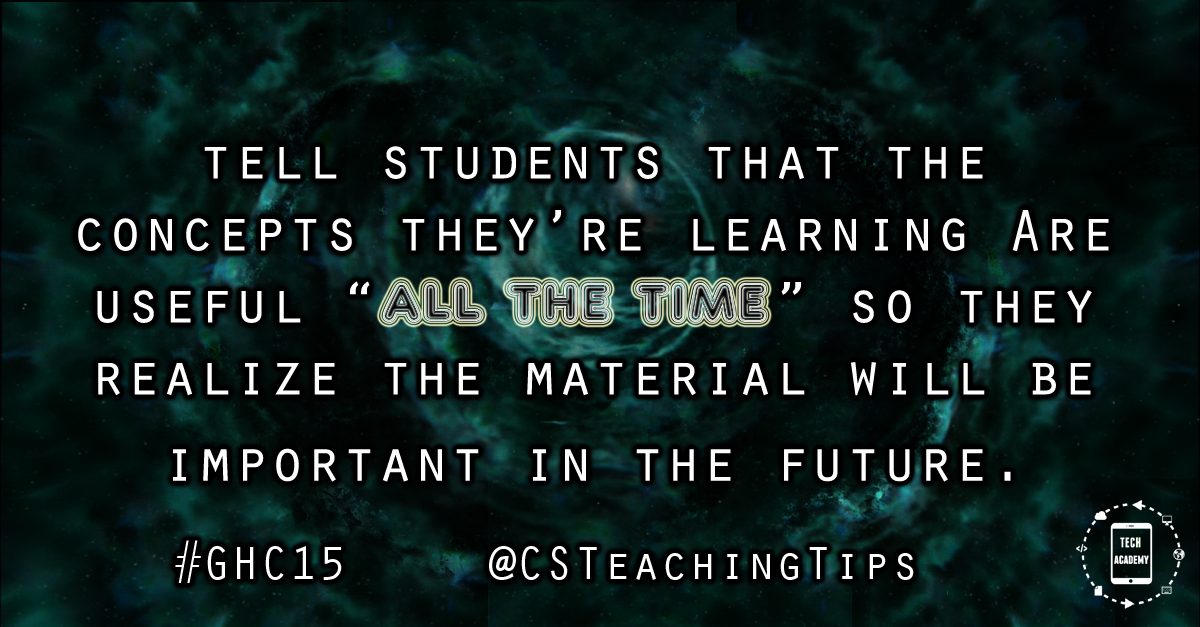 TELL STUDENTS THAT THE
CONCEPTS THEY'RE LEARNING ARE
USEFUL “ALL THE TIME” SO THEY
REALIZE THE MATERIAL WILL BE
IMPORTANT IN THE FUTURE.
#GHC15 @CSTEACHINGTIPS
TECH
ACADEMY